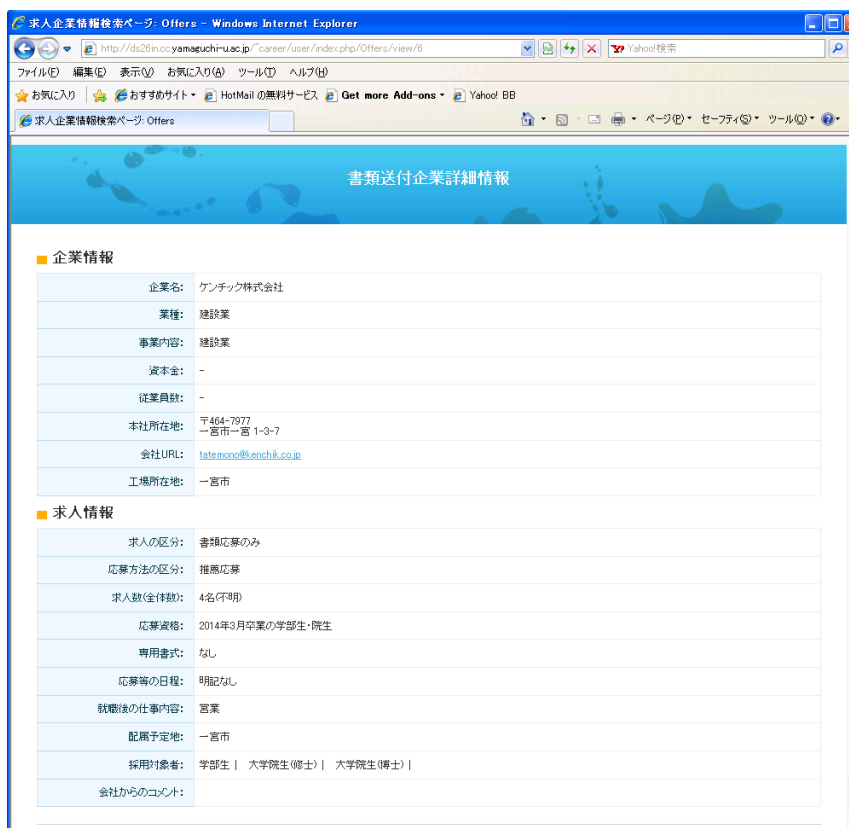 求人企業情報検索ページ: Offers - Windows Internet Explorer
http://ds26in.cc.yamaguchi-u.ac.jp/~career/user/index.php/Offers/view/6
Yahoo!検索
ファイル(F) 編集(E) 表示(V) お気に入り(A) ツール(T) ヘルプ(H)
お気に入り おすすめサイト HotMail の無料サービス Get more Add-ons Yahoo! BB
求人企業情報検索ページ: Offers ページ(P) セーフティ(S) ツール(O)
書類送付企業詳細情報
企業情報
企業名: ケンチック株式会社
業種: 建設業
事業内容: 建設業
資本金: -
従業員数: -
本社所在地: 〒464-7977
一宮市一宮 1-3-7
会社URL: tatemono@kenchik.co.jp
工場所在地: 一宮市
求人情報
求人の区分: 書類応募のみ
応募方法の区分: 推薦応募
求人数(全体数): 4名(不明)
応募資格: 2014年3月卒業の学部生・院生
専用書式: なし
応募等の日程: 明記なし
就職後の仕事内容: 営業
配属予定地: 一宮市
採用対象者: 学部生 | 大学院生(修士) | 大学院生(博士) |
会社からのコメント: